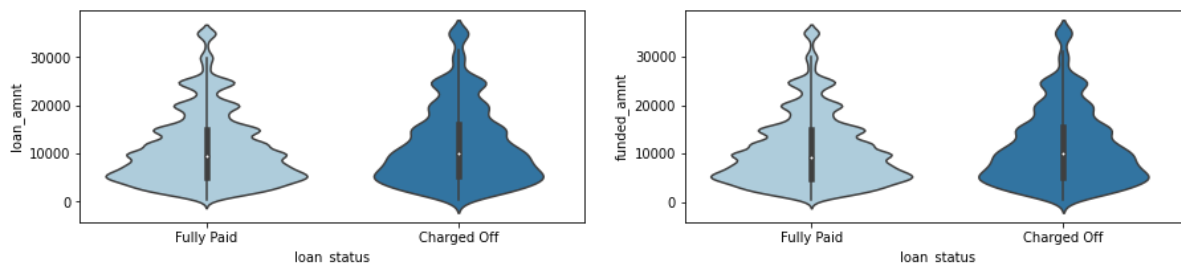 loan_amnt
30000
20000
10000
0
Fully Paid
Charged Off
loan_status
funded_amnt
30000
20000
10000
0
Fully Paid
Charged Off
loan_status